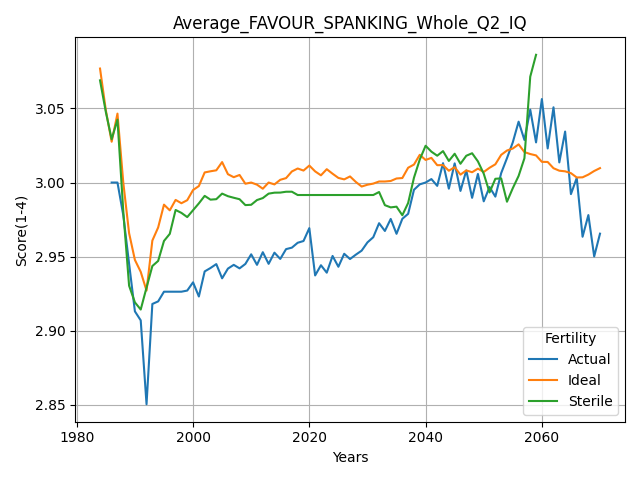 Average_FAVOUR_SPANKING_Whole_Q2_IQ
Score(1-4)
3.05
3.00
2.95
2.90
2.85
1980 2000 2020 2040 2060
Years
Fertility
Actual
Ideal
Sterile